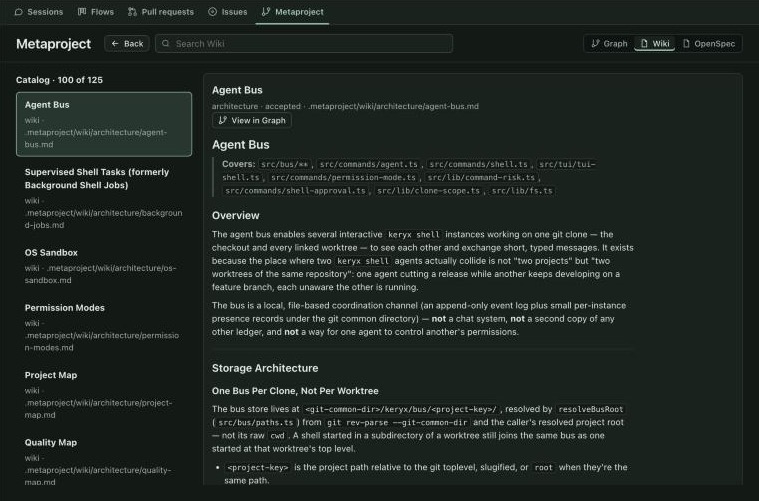 Sessions Flows Pull requests Issues Metaproject
Metaproject Back Search Wiki Graph Wiki OpenSpec
Catalog · 100 of 125
Agent Bus
wiki ·
.metaproject/wiki/architecture/agent-
bus.md
Supervised Shell Tasks (formerly
Background Shell Jobs)
wiki ·
.metaproject/wiki/architecture/backgroun
d-jobs.md
OS Sandbox
wiki · .metaproject/wiki/architecture/os-
sandbox.md
Permission Modes
wiki ·
.metaproject/wiki/architecture/permissio
n-modes.md
Project Map
wiki ·
.metaproject/wiki/architecture/project-
map.md
Quality Map
wiki ·
.metaproject/wiki/architecture/quality-
map.md
Agent Bus
architecture · accepted · .metaproject/wiki/architecture/agent-bus.md
View in Graph
Agent Bus
Covers: src/bus/** , src/commands/agent.ts , src/commands/shell.ts , src/tui/tui-
shell.ts , src/commands/permission-mode.ts , src/lib/command-risk.ts ,
src/commands/shell-approval.ts , src/lib/clone-scope.ts , src/lib/fs.ts
Overview
The agent bus enables several interactive keryx shell instances working on one git clone — the
checkout and every linked worktree — to see each other and exchange short, typed messages. It exists
because the place where two keryx shell agents actually collide is not "two projects" but "two
worktrees of the same repository": one agent cutting a release while another keeps developing on a
feature branch, each unaware the other is running.
The bus is a local, file-based coordination channel (an append-only event log plus small per-instance
presence records under the git common directory) — not a chat system, not a second copy of any
other ledger, and not a way for one agent to control another's permissions.
Storage Architecture
One Bus Per Clone, Not Per Worktree
The bus store lives at <git-common-dir>/keryx/bus/<project-key>/ , resolved by resolveBusRoot
( src/bus/paths.ts ) from git rev-parse --git-common-dir and the caller's resolved project root
— not its raw cwd . A shell started in a subdirectory of a worktree still joins the same bus as one
started at that worktree's top level.
• <project-key> is the project path relative to the git toplevel, slugified, or root when they're the
same path.